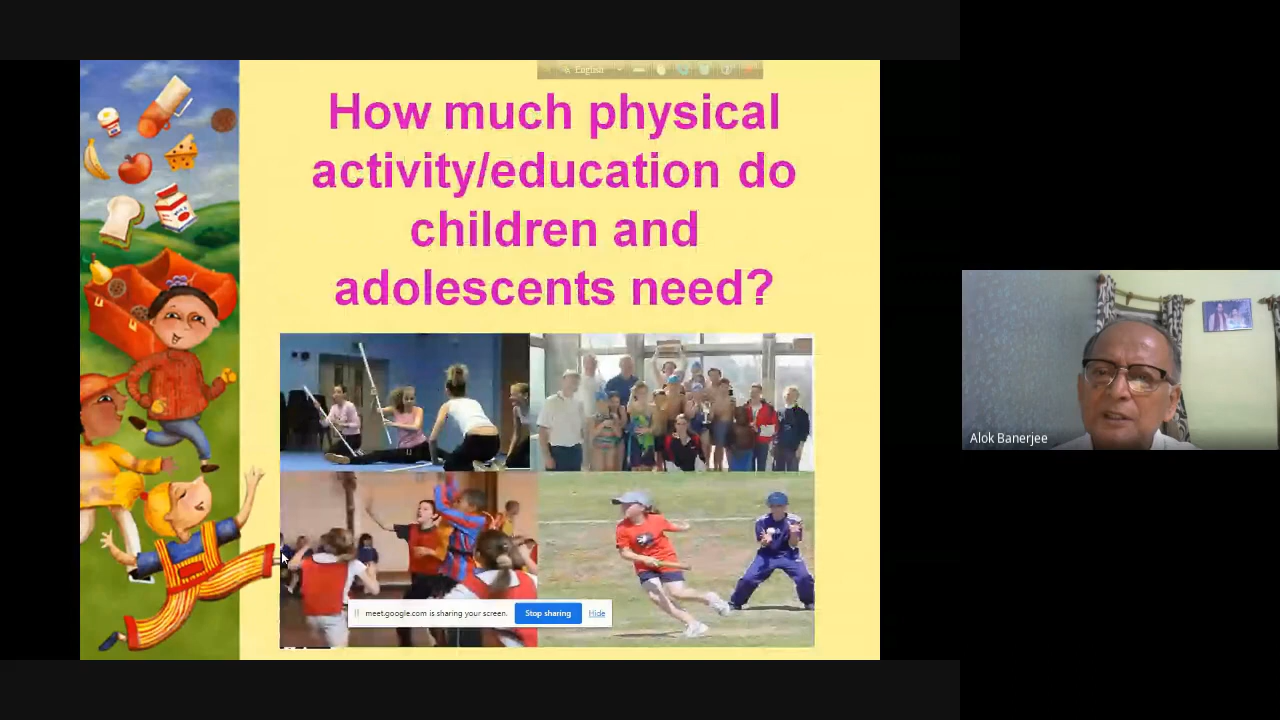 English
How much physical
activity/education do
children and
adolescents need?
Alok Banerjee
meet.google.com is sharing your screen. Stop sharing Hide